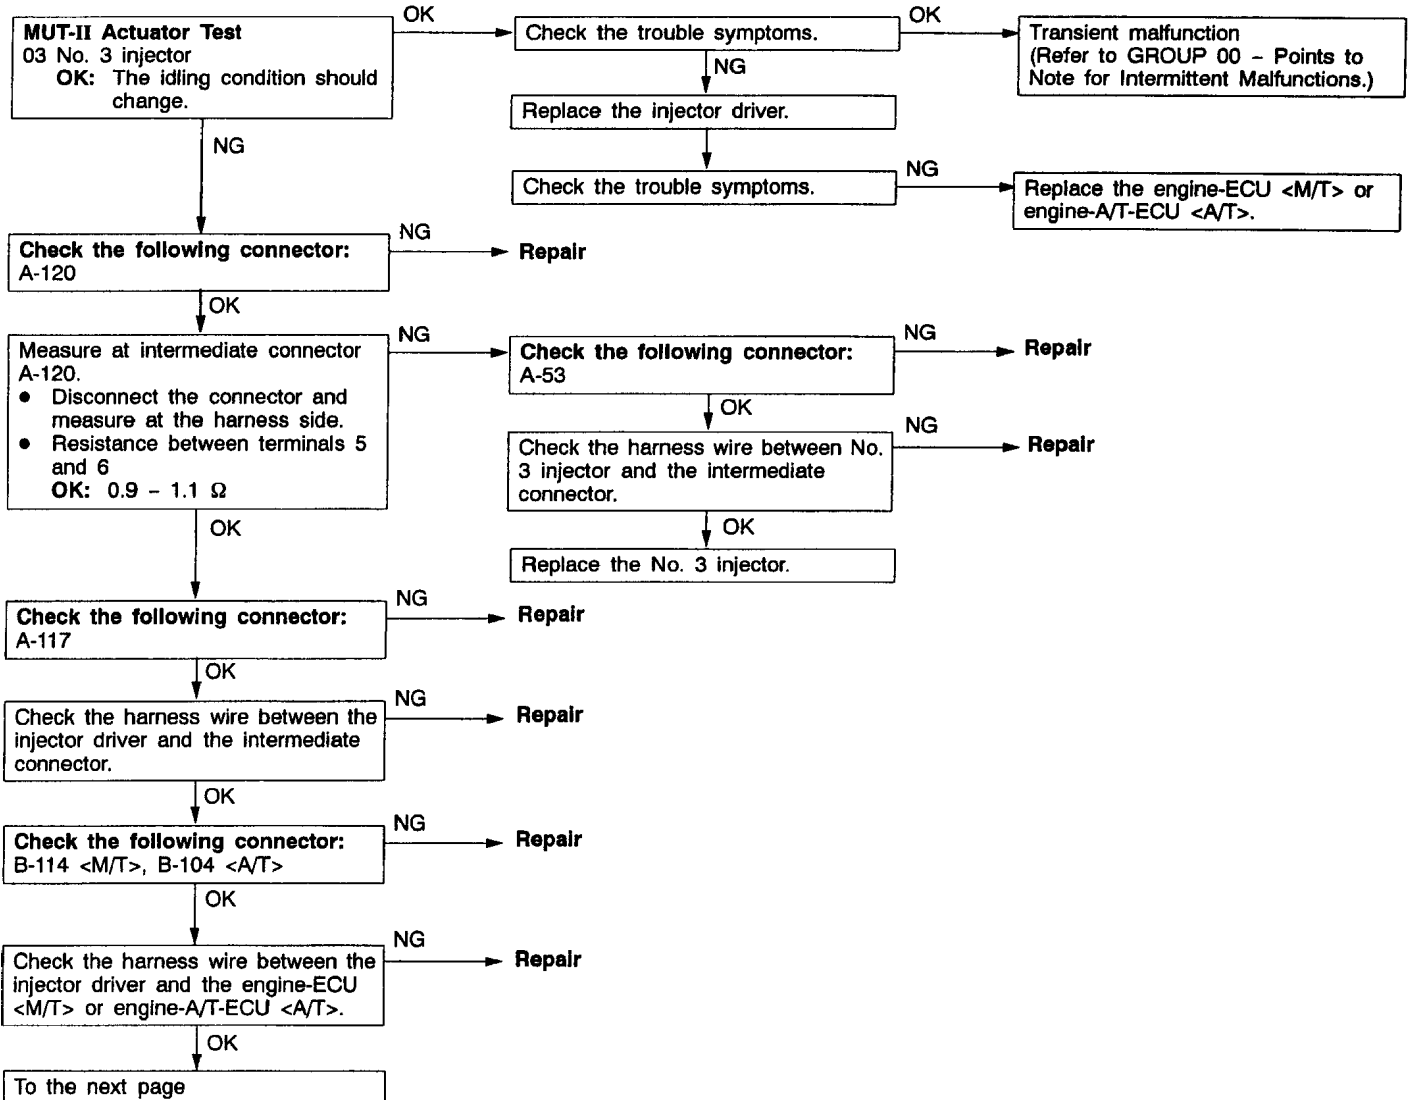 MUT-II Actuator Test
03 No. 3 injector
OK: The idling condition should
change.
OK
Check the trouble symptoms.
OK
Transient malfunction
(Refer to GROUP 00 – Points to
Note for Intermittent Malfunctions.)
NG
Replace the injector driver.
Check the trouble symptoms.
NG
Replace the engine-ECU <M/T> or
engine-A/T-ECU <A/T>.
NG
Check the following connector:
A-120
NG
Repair
OK
Measure at intermediate connector
A-120.
● Disconnect the connector and
measure at the harness side.
● Resistance between terminals 5
and 6
OK: 0.9 – 1.1 Ω
NG
Check the following connector:
A-53
NG
Repair
OK
Check the harness wire between No.
3 injector and the intermediate
connector.
NG
Repair
OK
Replace the No. 3 injector.
OK
Check the following connector:
A-117
NG
Repair
OK
Check the harness wire between the
injector driver and the intermediate
connector.
NG
Repair
OK
Check the following connector:
B-114 <M/T>, B-104 <A/T>
NG
Repair
OK
Check the harness wire between the
injector driver and the engine-ECU
<M/T> or engine-A/T-ECU <A/T>.
NG
Repair
OK
To the next page